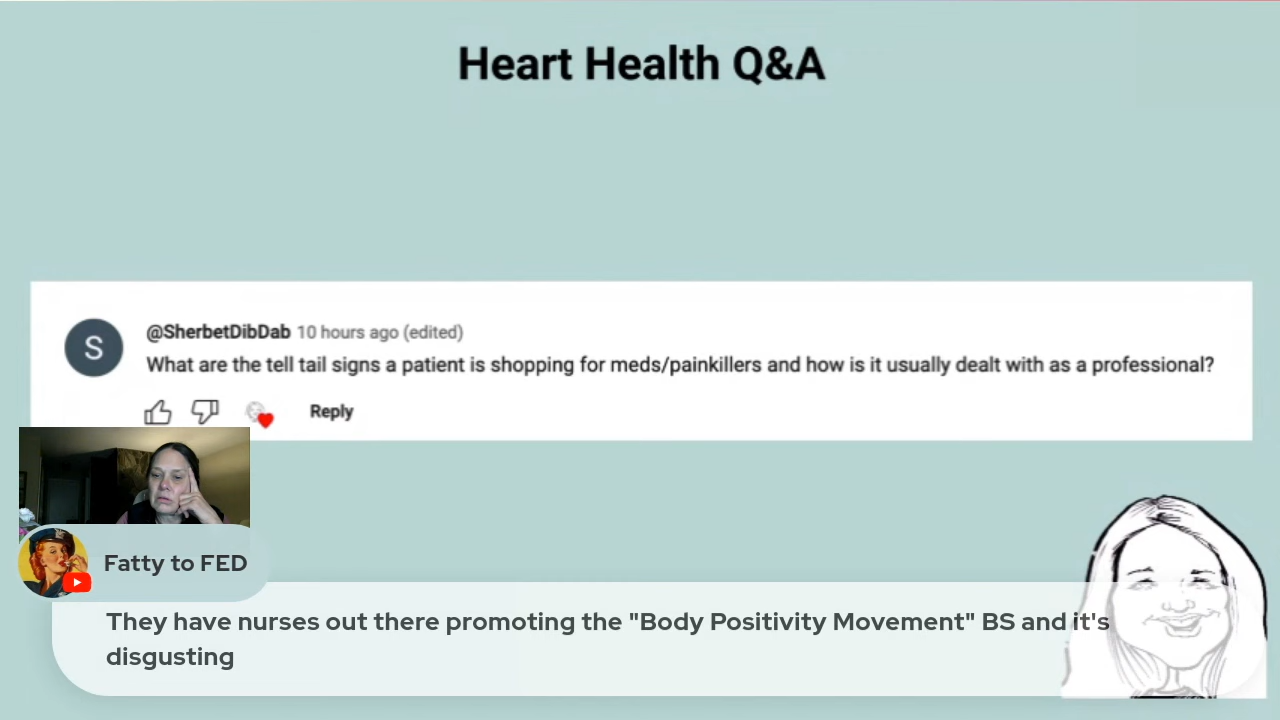 Heart Health Q&A
S
@SherbetDibDab 10 hours ago (edited)
What are the tell tail signs a patient is shopping for meds/painkillers and how is it usually dealt with as a professional?
Reply
Fatty to FED
They have nurses out there promoting the "Body Positivity Movement" BS and it's
disgusting